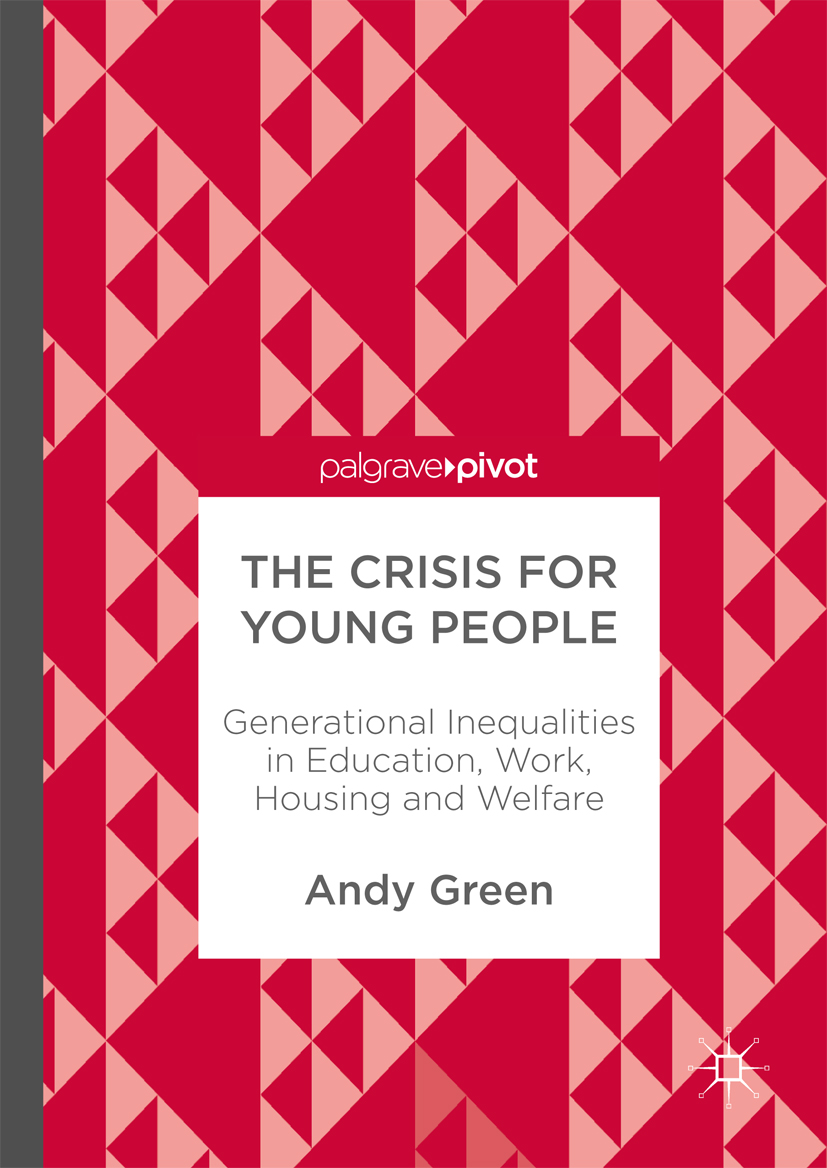 palgrave pivot
THE CRISIS FOR
YOUNG PEOPLE
Generational Inequalities
in Education, Work,
Housing and Welfare
Andy Green